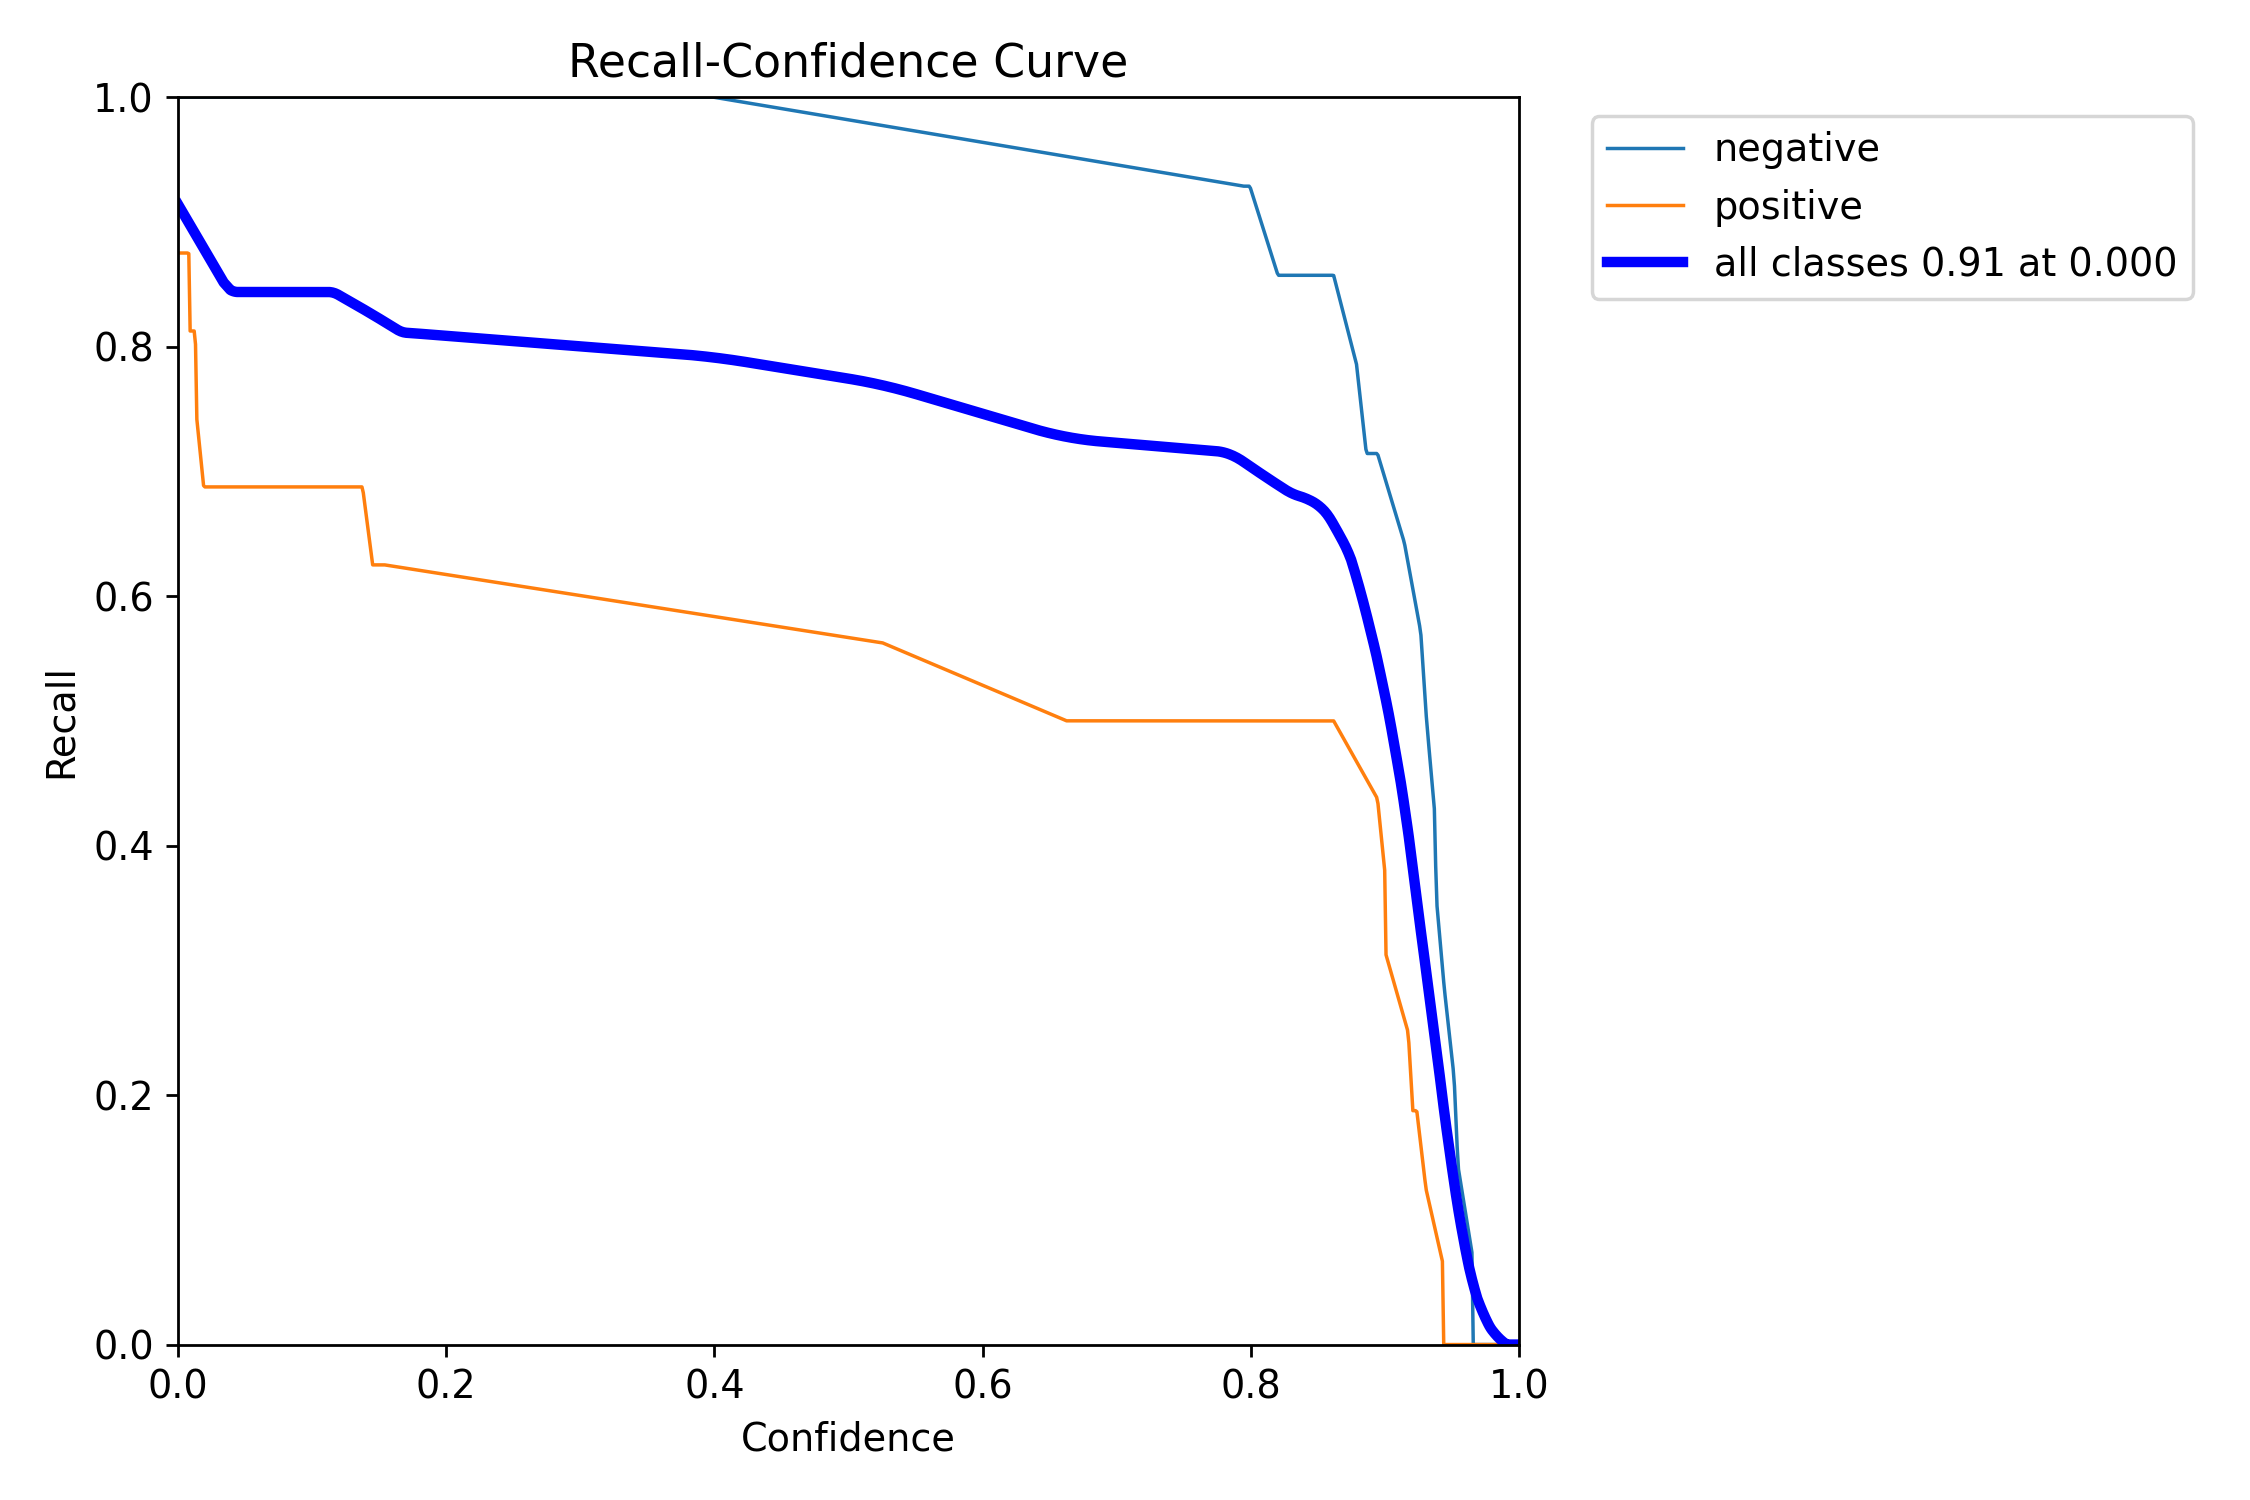 Recall-Confidence Curve
1.0
0.8
0.6
0.4
0.2
0.0
Recall
0.0 0.2 0.4 0.6 0.8 1.0
Confidence
negative
positive
all classes 0.91 at 0.000